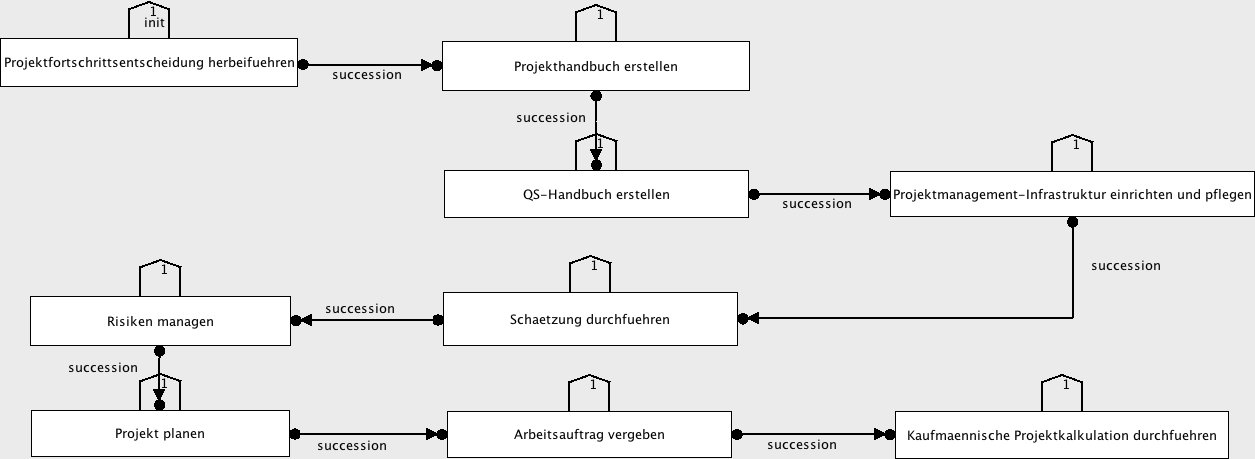 1
init
1
Projektfortschrittsentscheidung herbeifuehren
succession
Projekthandbuch erstellen
succession
1
1
QS-Handbuch erstellen
succession
Projektmanagement-Infrastruktur einrichten und pflegen
succession
1
1
Risiken managen
succession
Schaetzung durchfuehren
succession
1
1
1
Projekt planen
succession
Arbeitsauftrag vergeben
succession
Kaufmaennische Projektkalkulation durchfuehren